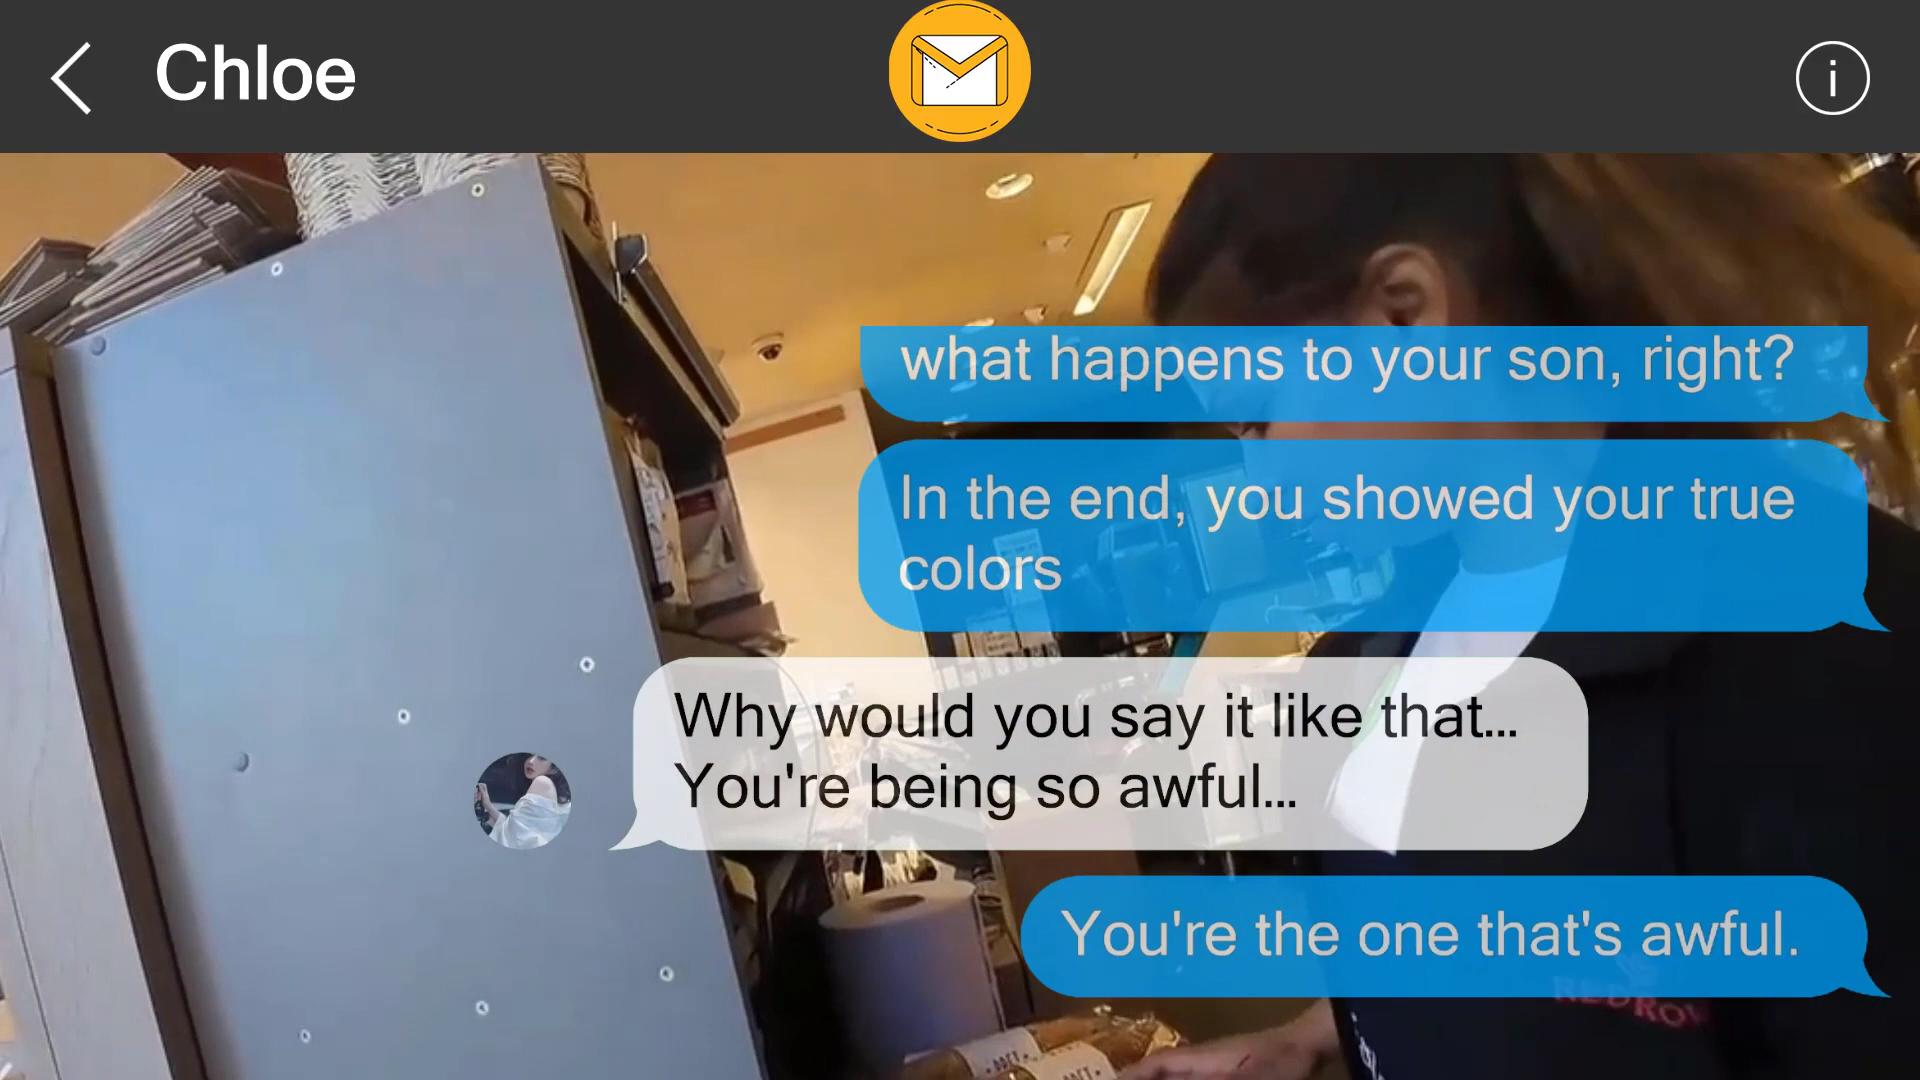 Chloe
i
what happens to your son, right?
In the end, you showed your true
colors
Why would you say it like that...
You're being so awful...
You're the one that's awful.